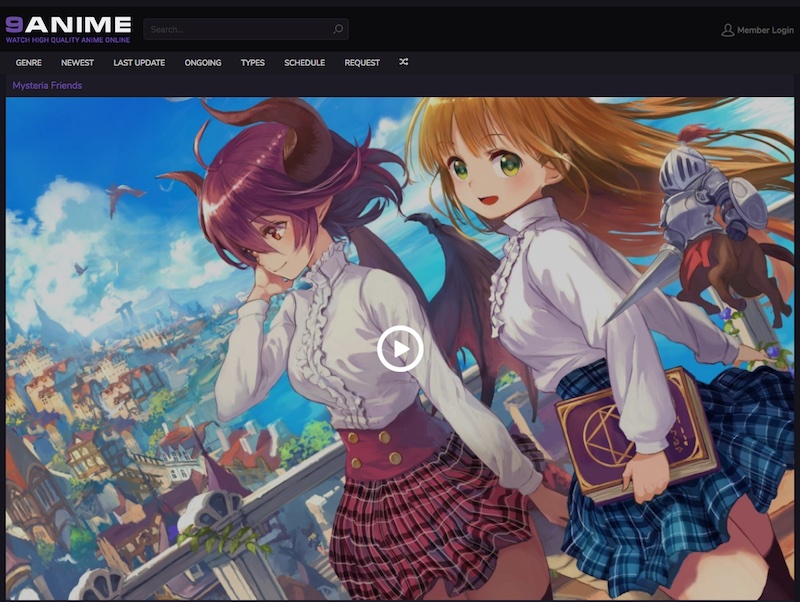 9ANIME
WATCH HIGH QUALITY ANIME ONLINE
Search...
Member Login
GENRE NEWEST LAST UPDATE ONGOING TYPES SCHEDULE REQUEST
Mysteria Friends